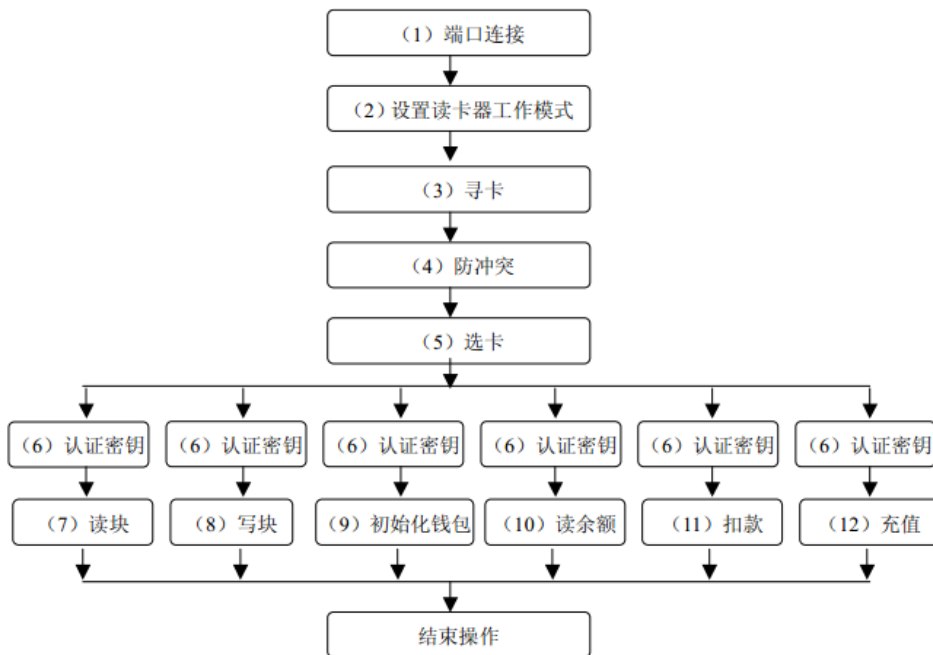 （1）端口连接
（2）设置读卡器工作模式
（3）寻卡
（4）防冲突
（5）选卡
（6）认证密钥
（6）认证密钥
（6）认证密钥
（6）认证密钥
（6）认证密钥
（6）认证密钥
（7）读块
（8）写块
（9）初始化钱包
（10）读余额
（11）扣款
（12）充值
结束操作